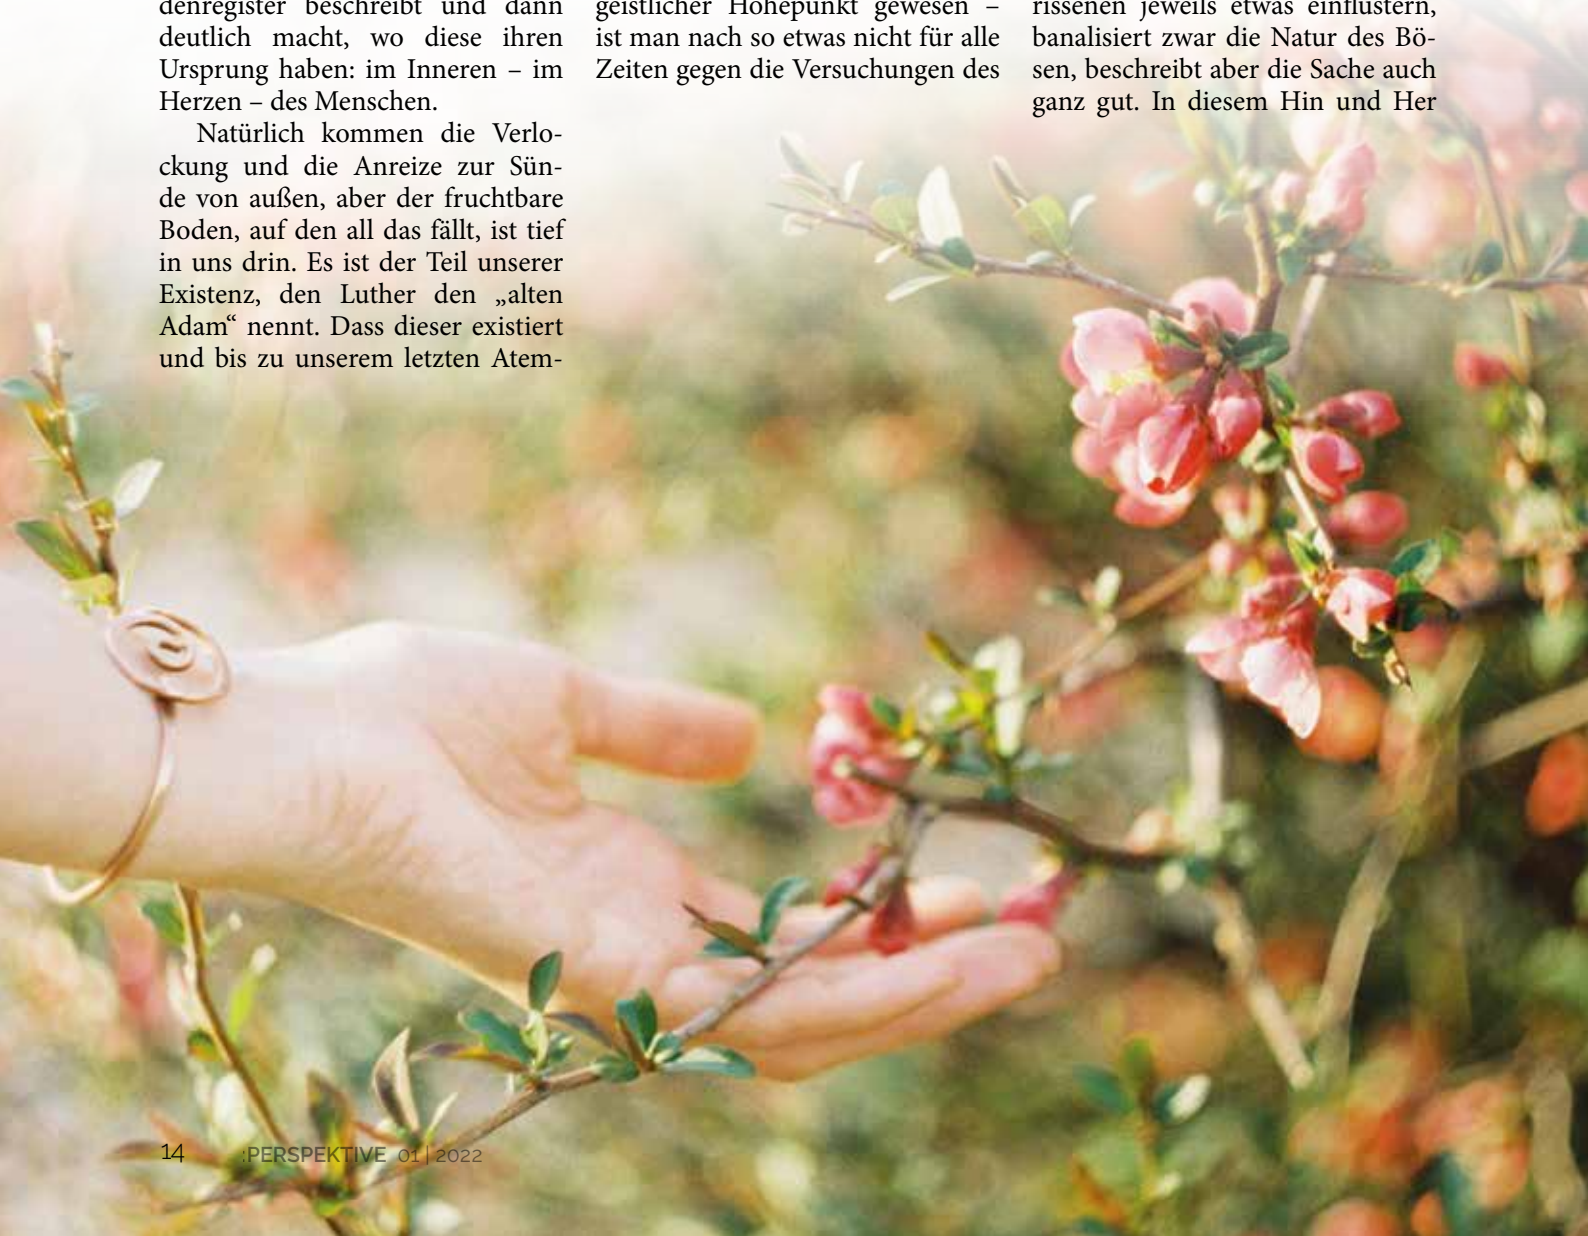 denregister beschreibt und dann
deutlich macht, wo diese ihren
Ursprung haben: im Inneren – im
Herzen – des Menschen.
Natürlich kommen die Verlo-
ckung und die Anreize zur Sün-
de von außen, aber der fruchtbare
Boden, auf den all das fällt, ist tief
in uns drin. Es ist der Teil unserer
Existenz, den Luther den „alten
Adam“ nennt. Dass dieser existiert
und bis zu unserem letzten Atem-
geistlicher Höhepunkt gewesen –
ist man nach so etwas nicht für alle
Zeiten gegen die Versuchungen des
rissenen jeweils etwas einflüstern,
banalisiert zwar die Natur des Bö-
sen, beschreibt aber die Sache auch
ganz gut. In diesem Hin und Her
14 :PERSPEKTIVE 01 | 2022